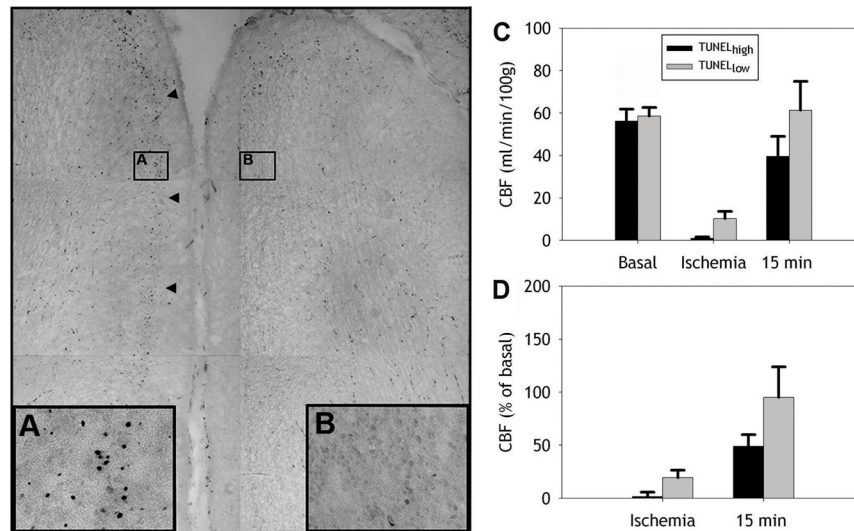 A
B
A
B
C
TUNELhigh
TUNELlow
CBF (ml/min/100g)
100
80
60
40
20
0
Basal Ischemia 15 min
D
CBF (% of basal)
200
150
100
50
0
Ischemia 15 min